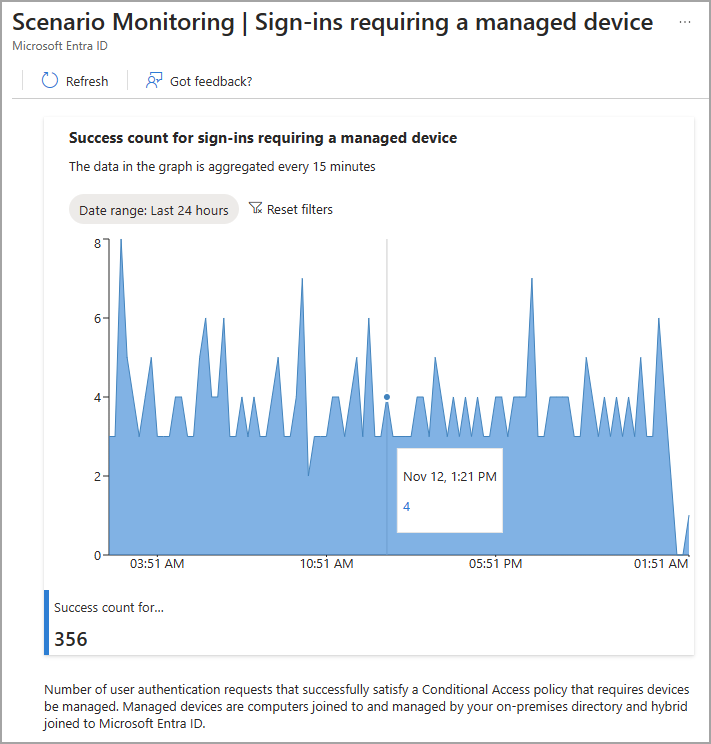 Scenario Monitoring | Sign-ins requiring a managed device ...
Microsoft Entra ID
Refresh
Got feedback?
Success count for sign-ins requiring a managed device
The data in the graph is aggregated every 15 minutes
Date range: Last 24 hours
Reset filters
8
6
4
2
0
Nov 12, 1:21 PM
4
03:51 AM
10:51 AM
05:51 PM
01:51 AM
Success count for...
356
Number of user authentication requests that successfully satisfy a Conditional Access policy that requires devices
be managed. Managed devices are computers joined to and managed by your on-premises directory and hybrid
joined to Microsoft Entra ID.